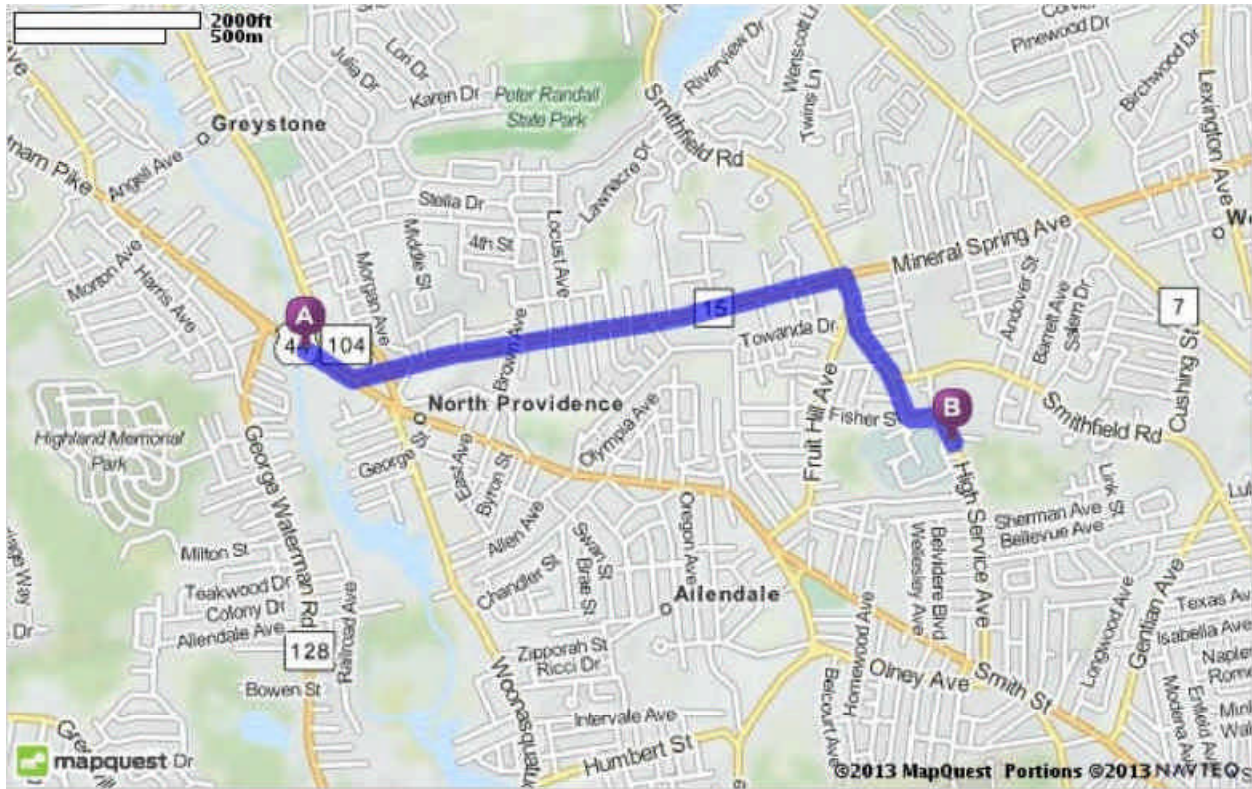 2000ft
500m
Lon Dr
Julia Dr
Karen Dr
Peter Randall
State Park
Riverview Dr
Wenscott Ln
Twins Ln
Pinewood Dr
Birchwood Dr
Lexington Ave
Greystone
Angell Ave
Smithfield Rd
Lawnacre Dr
Stella Dr
Middle St
4th St
Locust Ave
Morgan Ave
Morton Ave
Harris Ave
Mineral Spring Ave
Andover St
Barrett Ave
Salem Dr
7
Cushing St
A
104
15
Towanda Dr
Brown Ave
North Providence
Fruit Hill Ave
Fisher S
B
Smithfield Rd
Highland Memorial
Park
George Waterman Rd
George St
East Ave
Byron St
Olympia Ave
Allen Ave
Swan St
Brae St
Chandler St
Oregon Ave
Allendale
High Service Ave
Link St
Sherman Ave
Bellevue Ave
Belvidere Blvd
Wellesley Ave
Milton St
Teakwood Dr
Colony Dr
Allendale Ave
Railroad Ave
128
Bowen St
Zipporah St
Ricci Dr
Intervale Ave
Humbert St
Belcourt Ave
Homewood Ave
Olney Ave
Smith St
Longwood Ave
Gentian Ave
Texas Av
Isabella Ave
Modena Ave
Enfield Ave
mapquest
Dr
©2013 MapQuest Portions ©2013 NAVTEQ